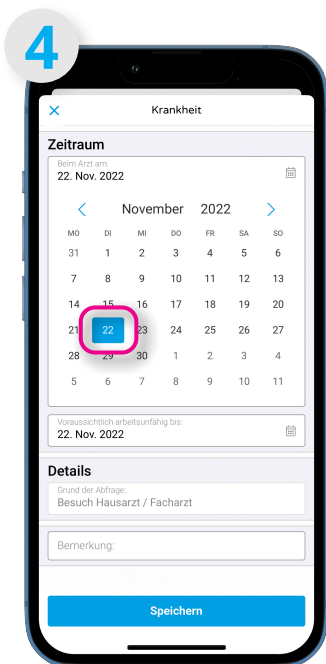 4
Krankheit
Zeitraum
Beim Arzt am:
22. Nov. 2022
November 2022
MO DI MI DO FR SA SO
31 1 2 3 4 5 6
7 8 9 10 11 12 13
14 15 16 17 18 19 20
21 22 23 24 25 26 27
28 29 30 1 2 3 4
5 6 7 8 9 10 11
Voraussichtlich arbeitsunfähig bis:
22. Nov. 2022
Details
Grund der Abfrage:
Besuch Hausarzt / Facharzt
Bemerkung:
Speichern